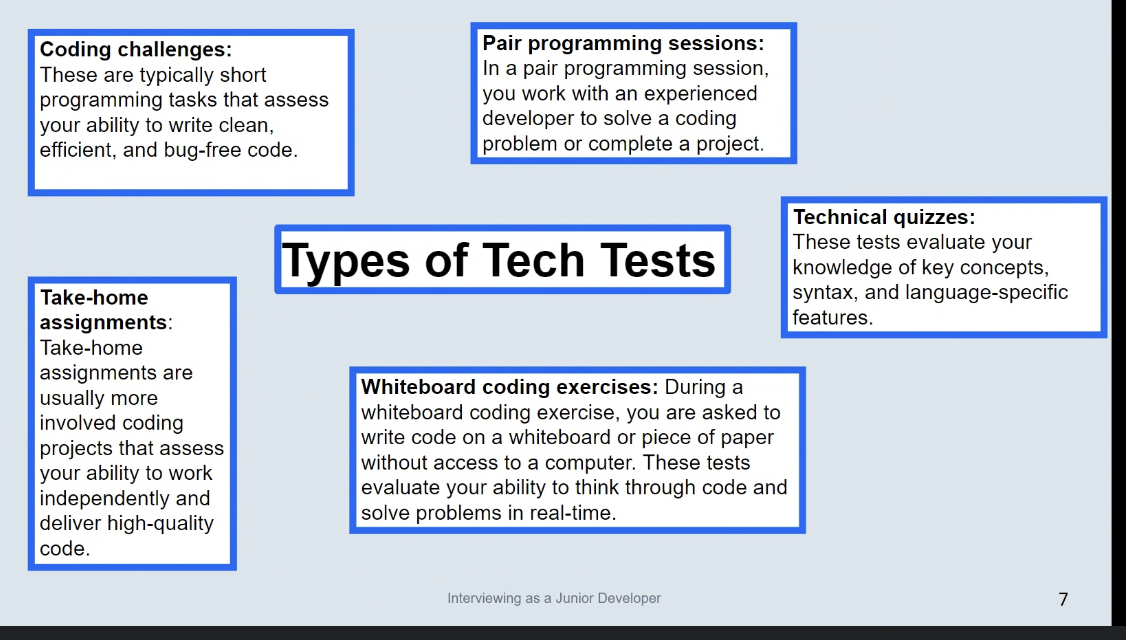 Coding challenges:
These are typically short
programming tasks that assess
your ability to write clean,
efficient, and bug-free code.
Pair programming sessions:
In a pair programming session,
you work with an experienced
developer to solve a coding
problem or complete a project.
Technical quizzes:
These tests evaluate your
knowledge of key concepts,
syntax, and language-specific
features.
Types of Tech Tests
Take-home
assignments:
Take-home
assignments are
usually more
involved coding
projects that assess
your ability to work
independently and
deliver high-quality
code.
Whiteboard coding exercises: During a
whiteboard coding exercise, you are asked to
write code on a whiteboard or piece of paper
without access to a computer. These tests
evaluate your ability to think through code and
solve problems in real-time.
Interviewing as a Junior Developer
7